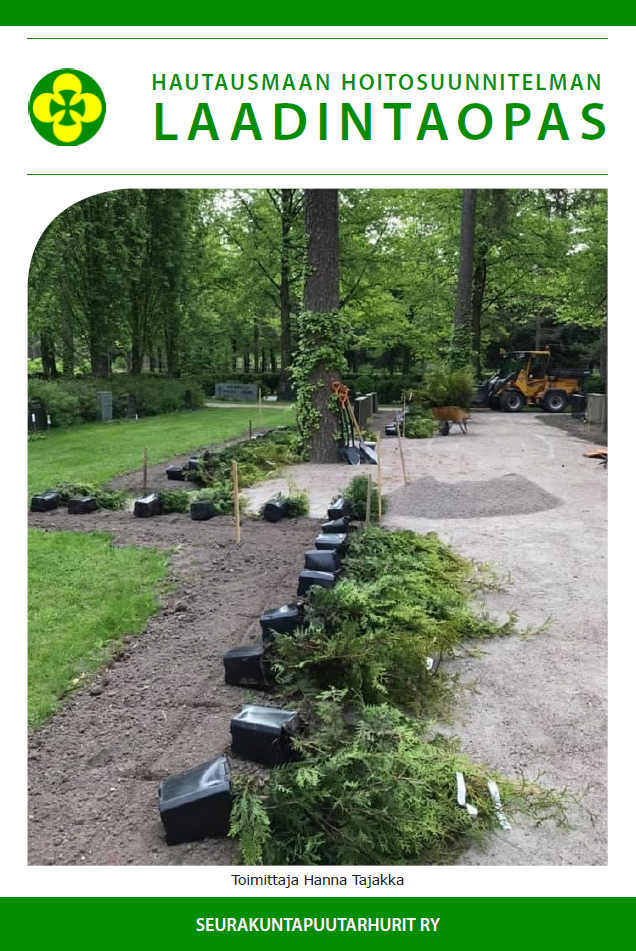 HAUTAUSMAAN HOITOSUUNNITELMAN
LAADINTAOPAS
Toimittaja Hanna Tajakka
SEURAKUNTAPUUTARHURIT RY